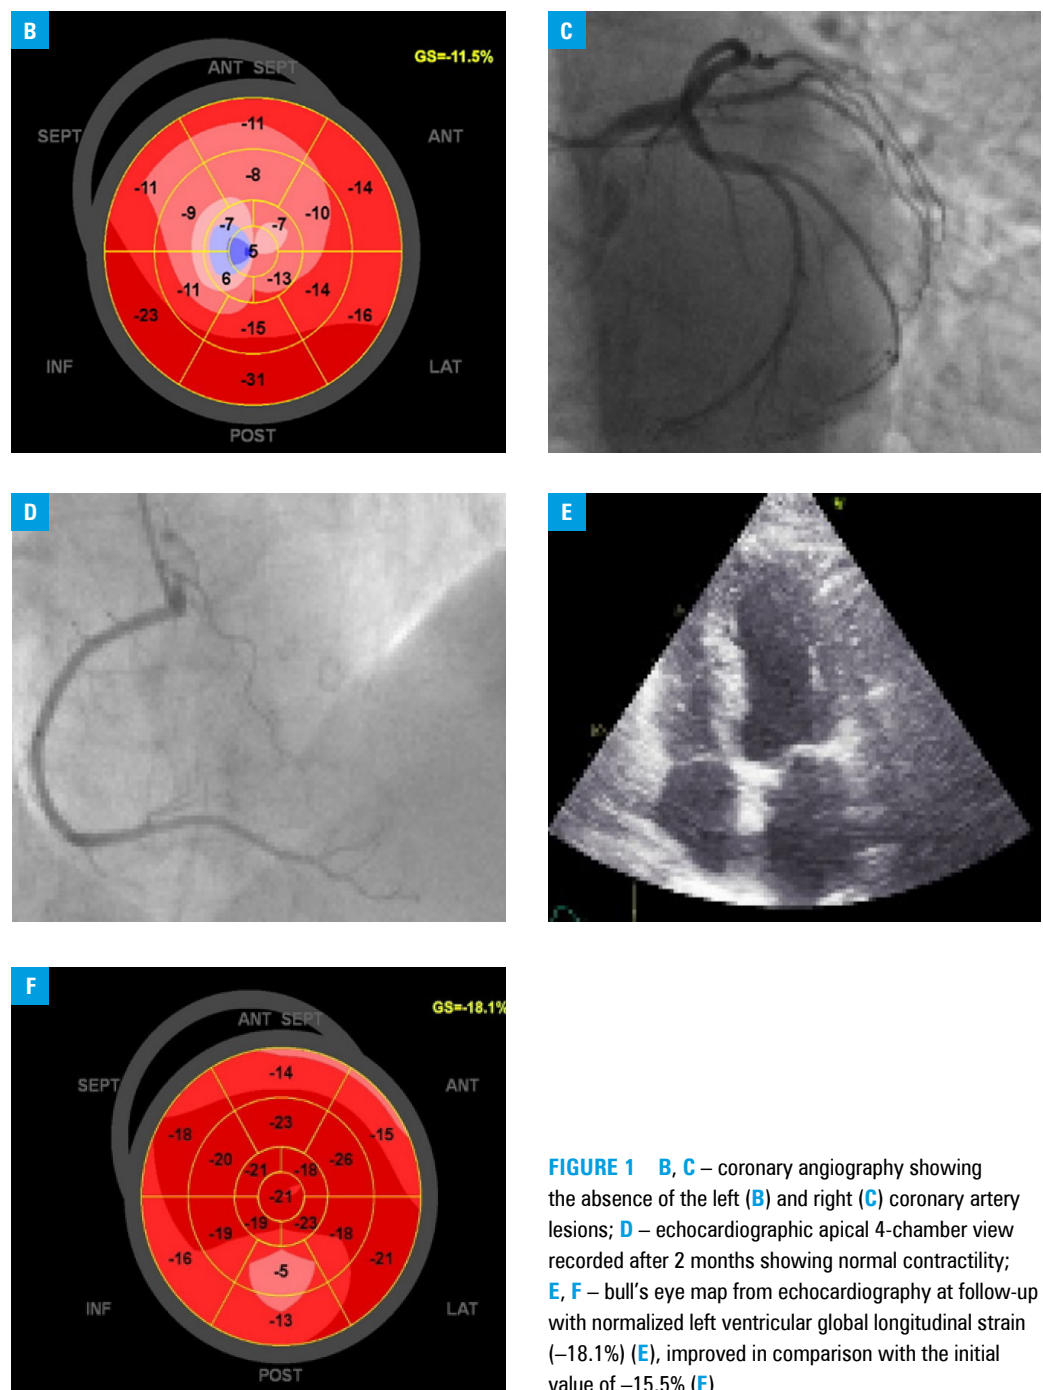 B
GS=-11.5%
ANT SEPT
SEPT
ANT
-11
-11
-14
-8
-9
-10
-7
-7
5
6
-13
-11
-14
-23
-16
-15
-31
INF
LAT
POST
C
D
E
F
GS=-18.1%
ANT SEPT
SEPT
ANT
-14
-18
-15
-23
-20
-26
-21
-18
-21
-19
-23
-19
-18
-16
-21
-5
-13
INF
LAT
POST
FIGURE 1 B, C – coronary angiography showing
the absence of the left (B) and right (C) coronary artery
lesions; D – echocardiographic apical 4-chamber view
recorded after 2 months showing normal contractility;
E, F – bull's eye map from echocardiography at follow-up
with normalized left ventricular global longitudinal strain
(–18.1%) (E), improved in comparison with the initial
value of –15.5% (F)